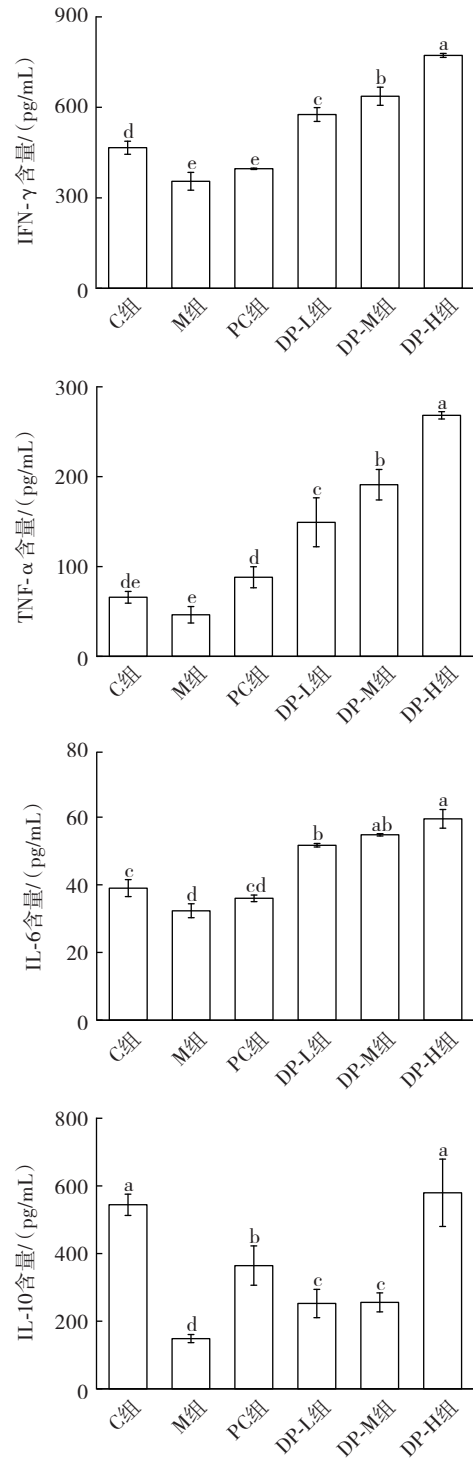 900
600
300
0
IFN-γ含量/(pg/mL)
d
e
e
c
b
a
C组
M组
PC组
DP-L组
DP-M组
DP-H组
300
200
100
0
TNF-α含量/(pg/mL)
de
e
d
c
b
a
C组
M组
PC组
DP-L组
DP-M组
DP-H组
80
60
40
20
0
IL-6含量/(pg/mL)
c
d
cd
b
ab
a
C组
M组
PC组
DP-L组
DP-M组
DP-H组
800
600
400
200
0
IL-10含量/(pg/mL)
a
d
b
c
c
a
C组
M组
PC组
DP-L组
DP-M组
DP-H组